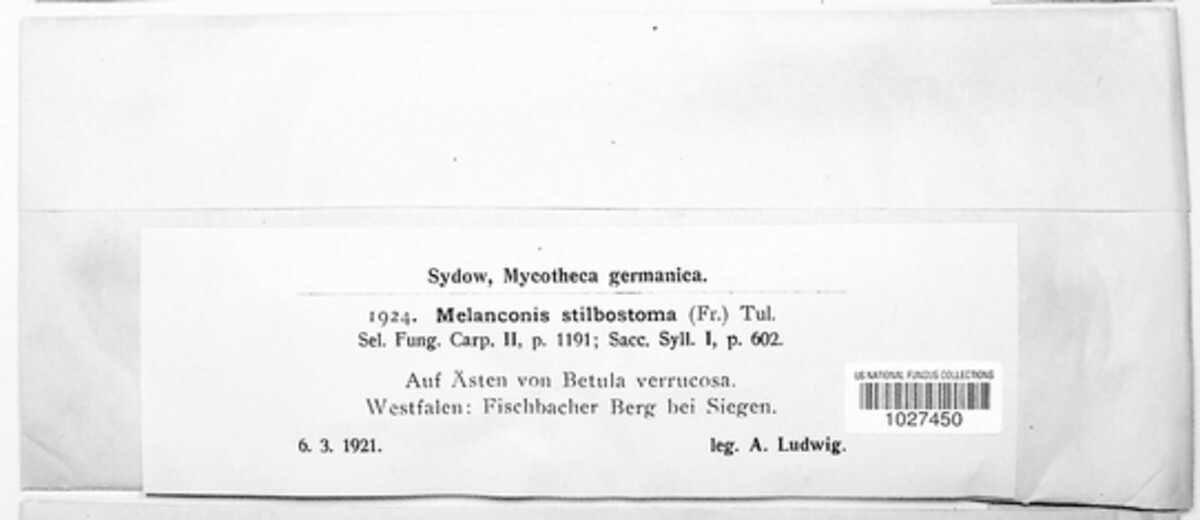 Sydow, Mycotheca germanica.
1924. Melanconis stilbostoma (Fr.) Tul.
Sel. Fung. Carp. II, p. 1191; Sacc. Syll. I, p. 602.
Auf Ästen von Betula verrucosa.
Westfalen: Fischbacher Berg bei Siegen.
6. 3. 1921. leg. A. Ludwig.
US NATIONAL FUNGUS COLLECTIONS
1027450